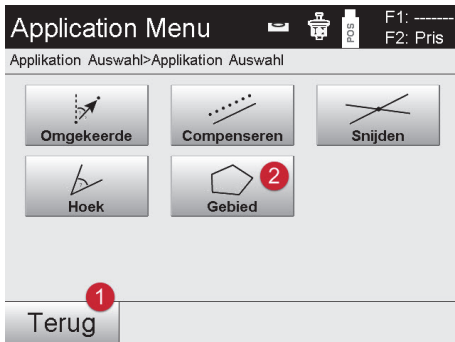 Application Menu
POS
F1: -------
F2: Pris
Applikation Auswahl>Applikation Auswahl
Omgekeerde
Compenseren
Snijden
?
Hoek
Gebied
2
1
Terug